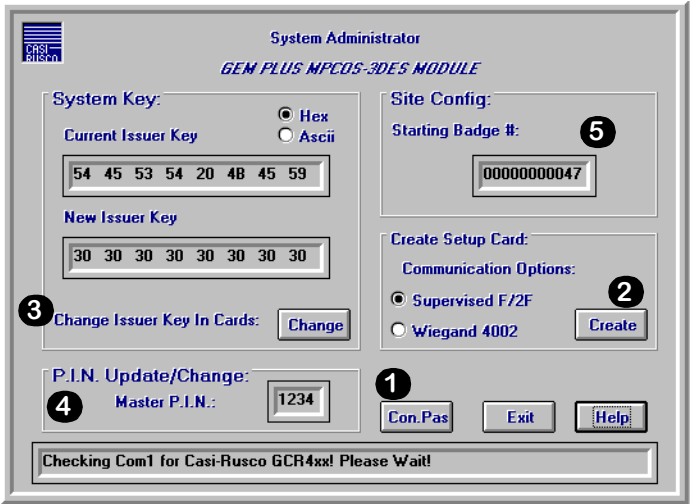 CASI-
RUSCO
System Administrator
GEM PLUS MPCOS-3DES MODULE
System Key:
Hex
Current Issuer Key
Ascii
54 45 53 54 20 4B 45 59
New Issuer Key
30 30 30 30 30 30 30 30
3
Change Issuer Key In Cards:
Change
P.I.N. Update/Change:
4
Master P.I.N.:
1234
Site Config:
Starting Badge #:
5
00000000047
Create Setup Card:
Communication Options:
Supervised F/2F
2
Wiegand 4002
Create
1
Con.Pas
Exit
Help
Checking Com1 for Casi-Rusco GCR4xx! Please Wait!